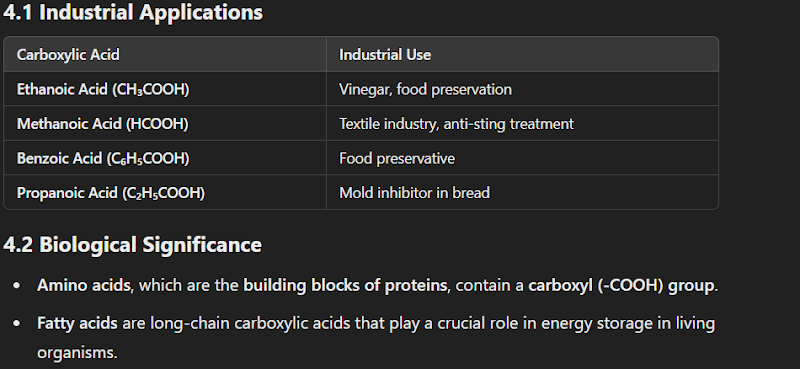 4.1 Industrial Applications
Carboxylic Acid Industrial Use
Ethanoic Acid (CH₃COOH) Vinegar, food preservation
Methanoic Acid (HCOOH) Textile industry, anti-sting treatment
Benzoic Acid (C₆H₅COOH) Food preservative
Propanoic Acid (C₂H₅COOH) Mold inhibitor in bread
4.2 Biological Significance
• Amino acids, which are the building blocks of proteins, contain a carboxyl (-COOH) group.
• Fatty acids are long-chain carboxylic acids that play a crucial role in energy storage in living
organisms.